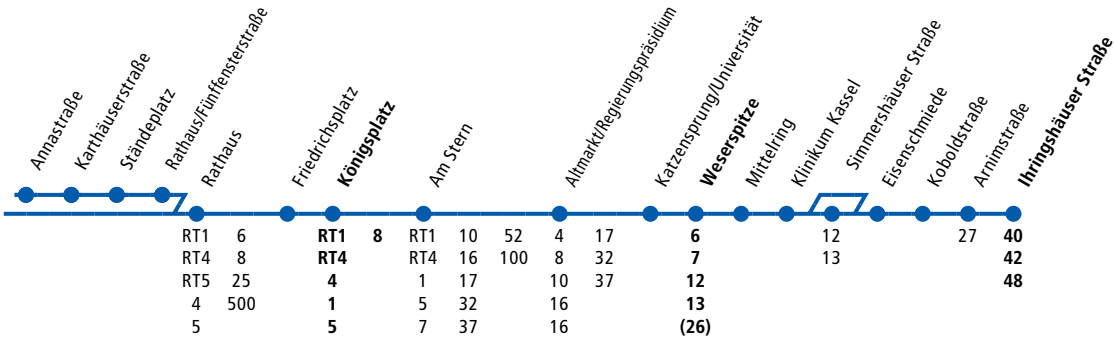 Annastraße
Karthäuserstraße
Ständeplatz
Rathaus/Fünffensterstraße
Rathaus
Friedrichsplatz
Königsplatz
Am Stern
Altmarkt/Regierungspräsidium
Katzensprung/Universität
Weserspitze
Mittelring
Klinikum Kassel
Simmershäuser Straße
Eisenschmiede
Koboldstraße
Arnimstraße
Ihringshäuser Straße
RT1 6 RT1 8 RT1 10 52 4 17 6 12 27 40
RT4 8 RT4 RT4 16 100 8 32 7 13 42
RT5 25 4 1 17 10 37 12 48
4 500 1 5 32 16 13
5 5 7 37 16 (26)